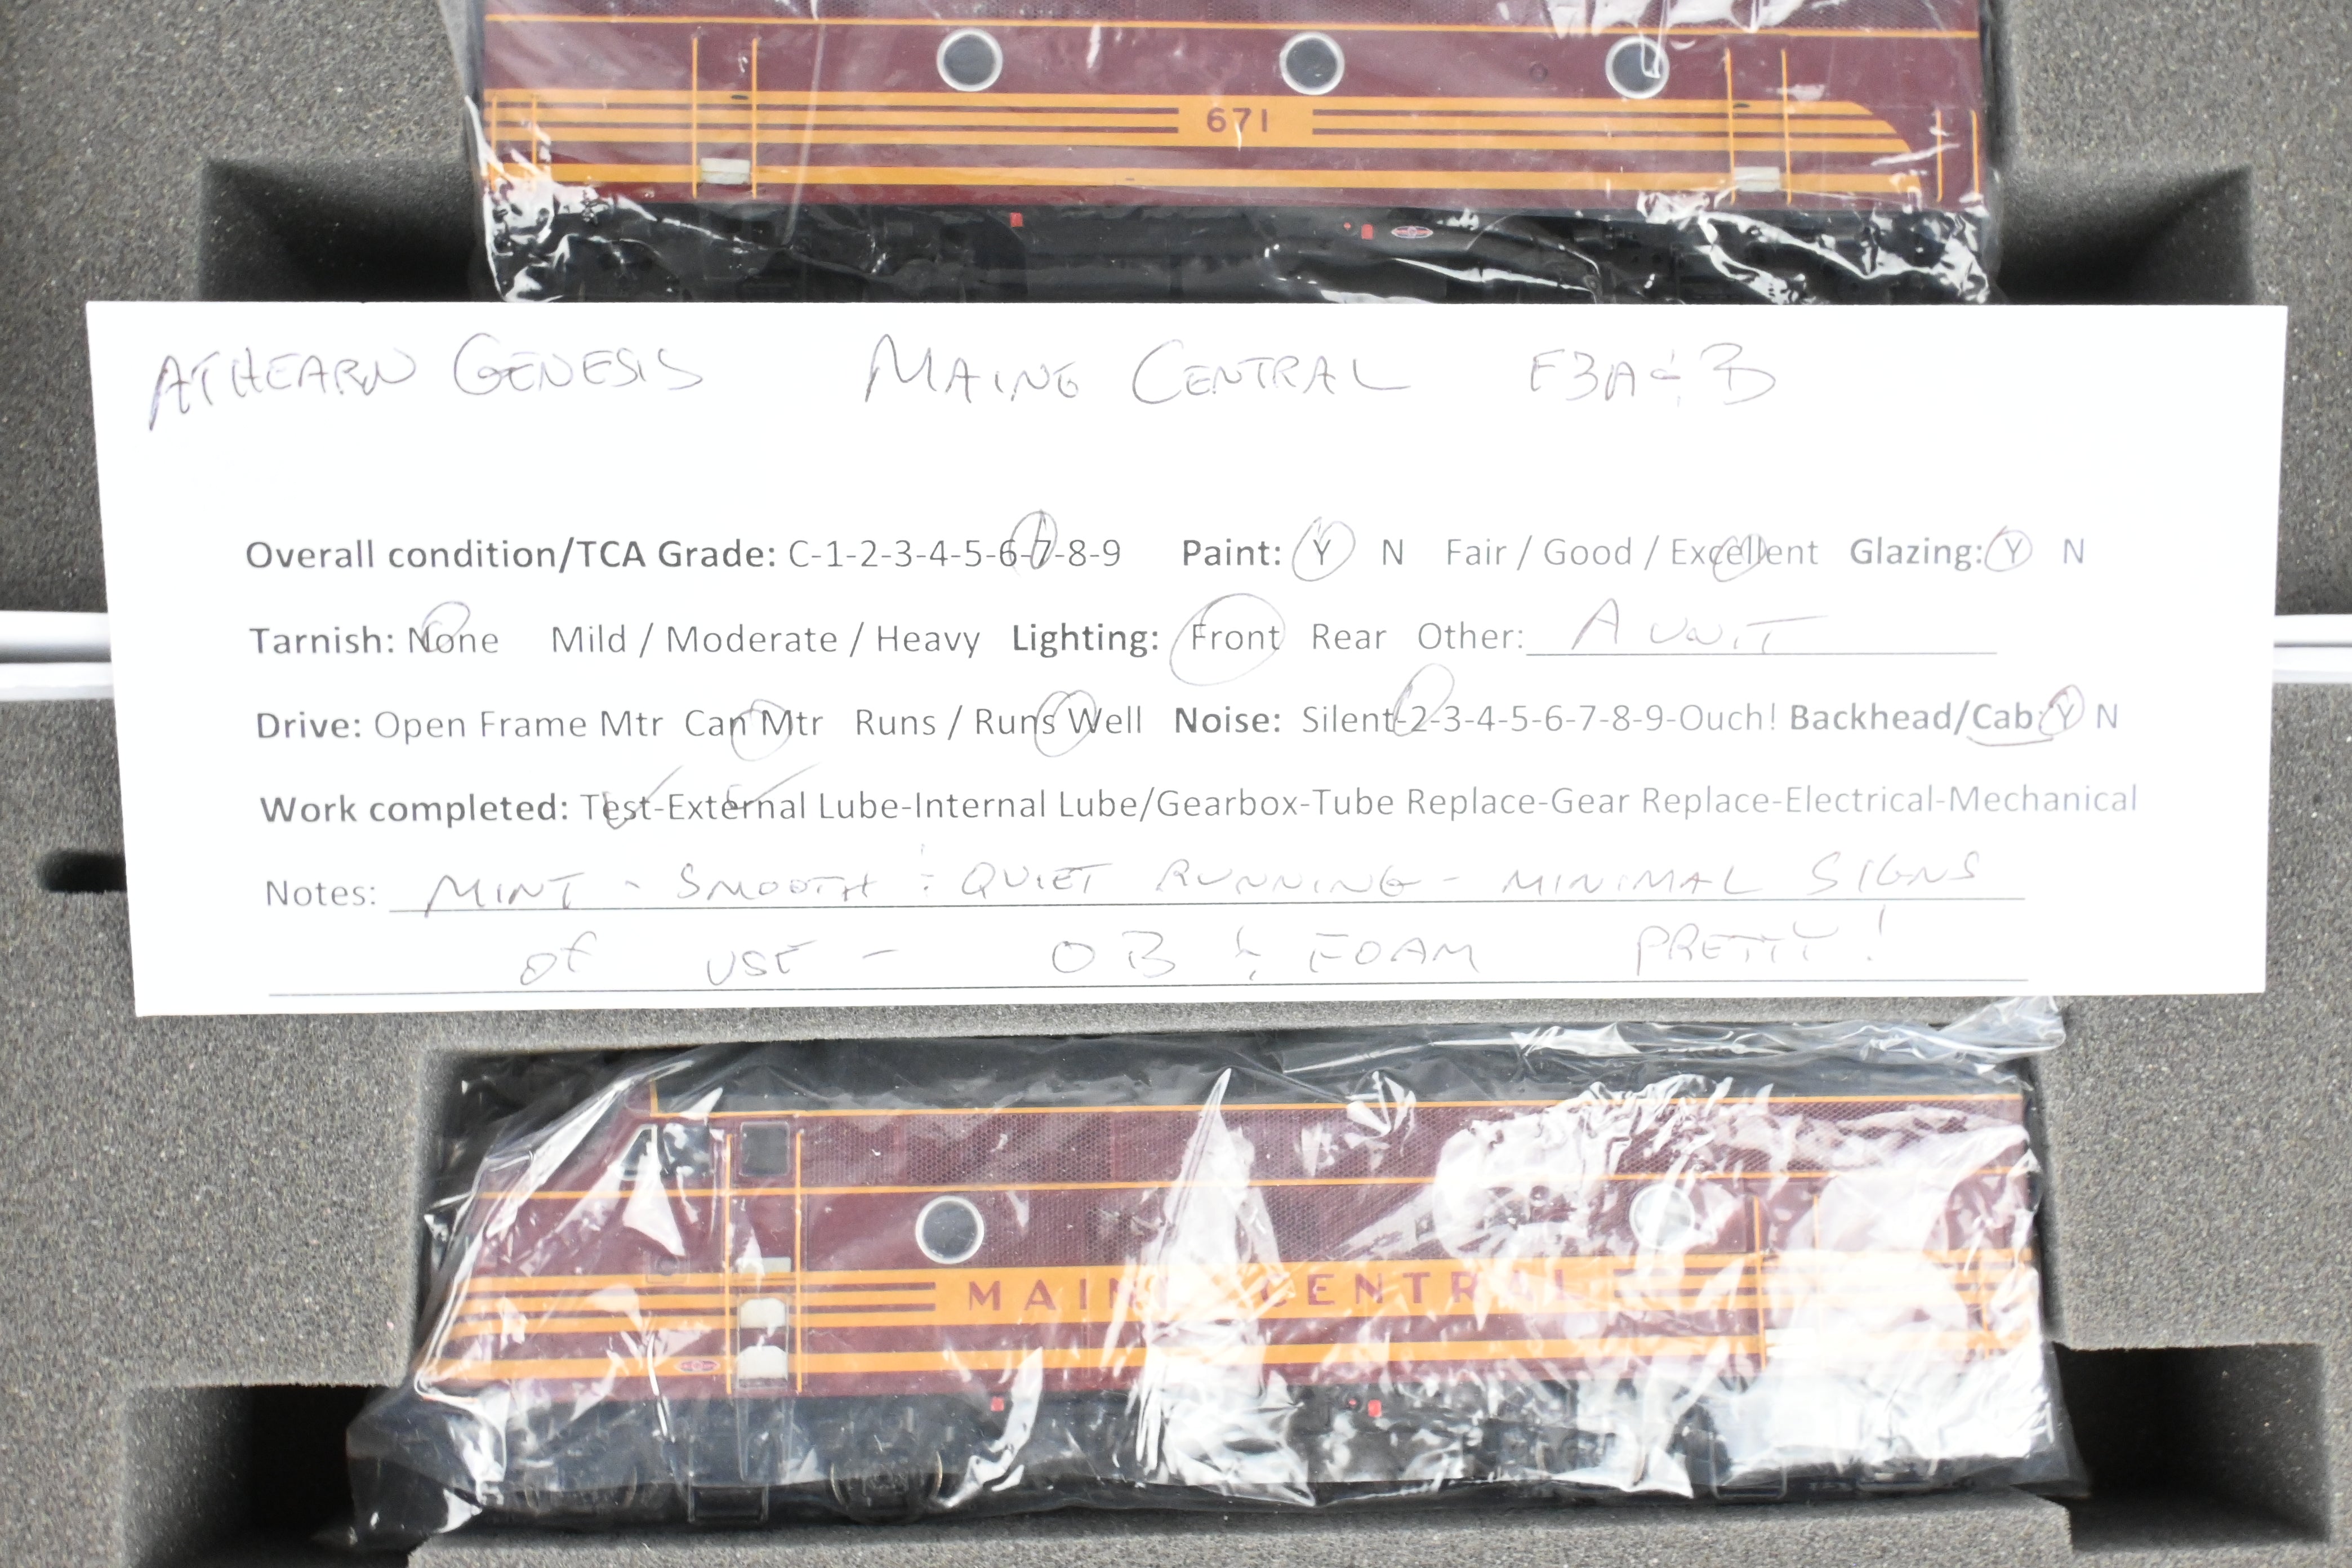 671
ATHEARN GENESIS MAINE CENTRAL F3A & B
Overall condition/TCA Grade: C-1-2-3-4-5-6-7-8-9 Paint: Y N Fair / Good / Excellent Glazing: Y N
Tarnish: None Mild / Moderate / Heavy Lighting: Front Rear Other: A UNIT
Drive: Open Frame Mtr Can Mtr Runs / Runs Well Noise: Silent-2-3-4-5-6-7-8-9-Ouch! Backhead/Cab: Y N
Work completed: Test-External Lube-Internal Lube/Gearbox-Tube Replace-Gear Replace-Electrical-Mechanical
Notes: MINT - SMOOTH & QUIET RUNNING - MINIMAL SIGNS
OF USE - OB & FOAM PRETTY!
MAINE CENTRAL